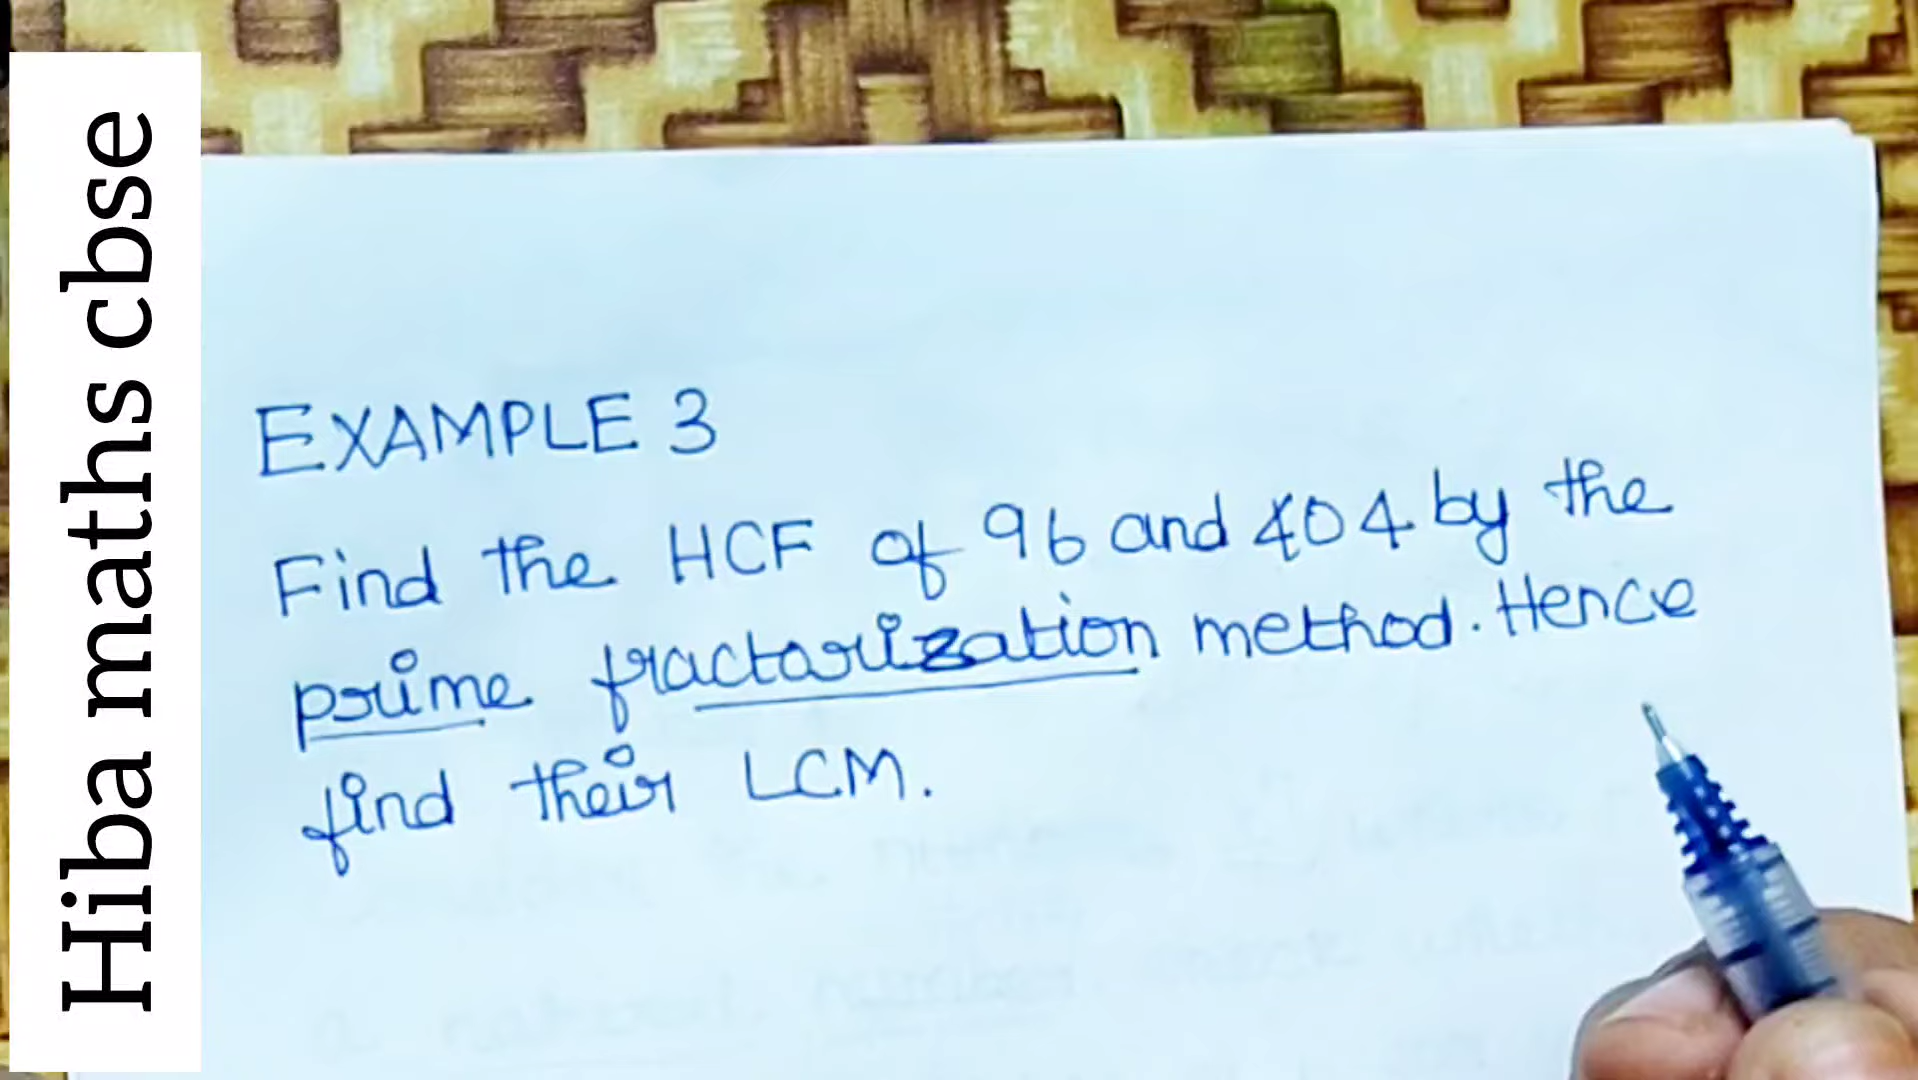 Hiba maths cbse
EXAMPLE 3
Find the HCF of 96 and 404 by the
prime fractarization method. Hence
find their LCM.